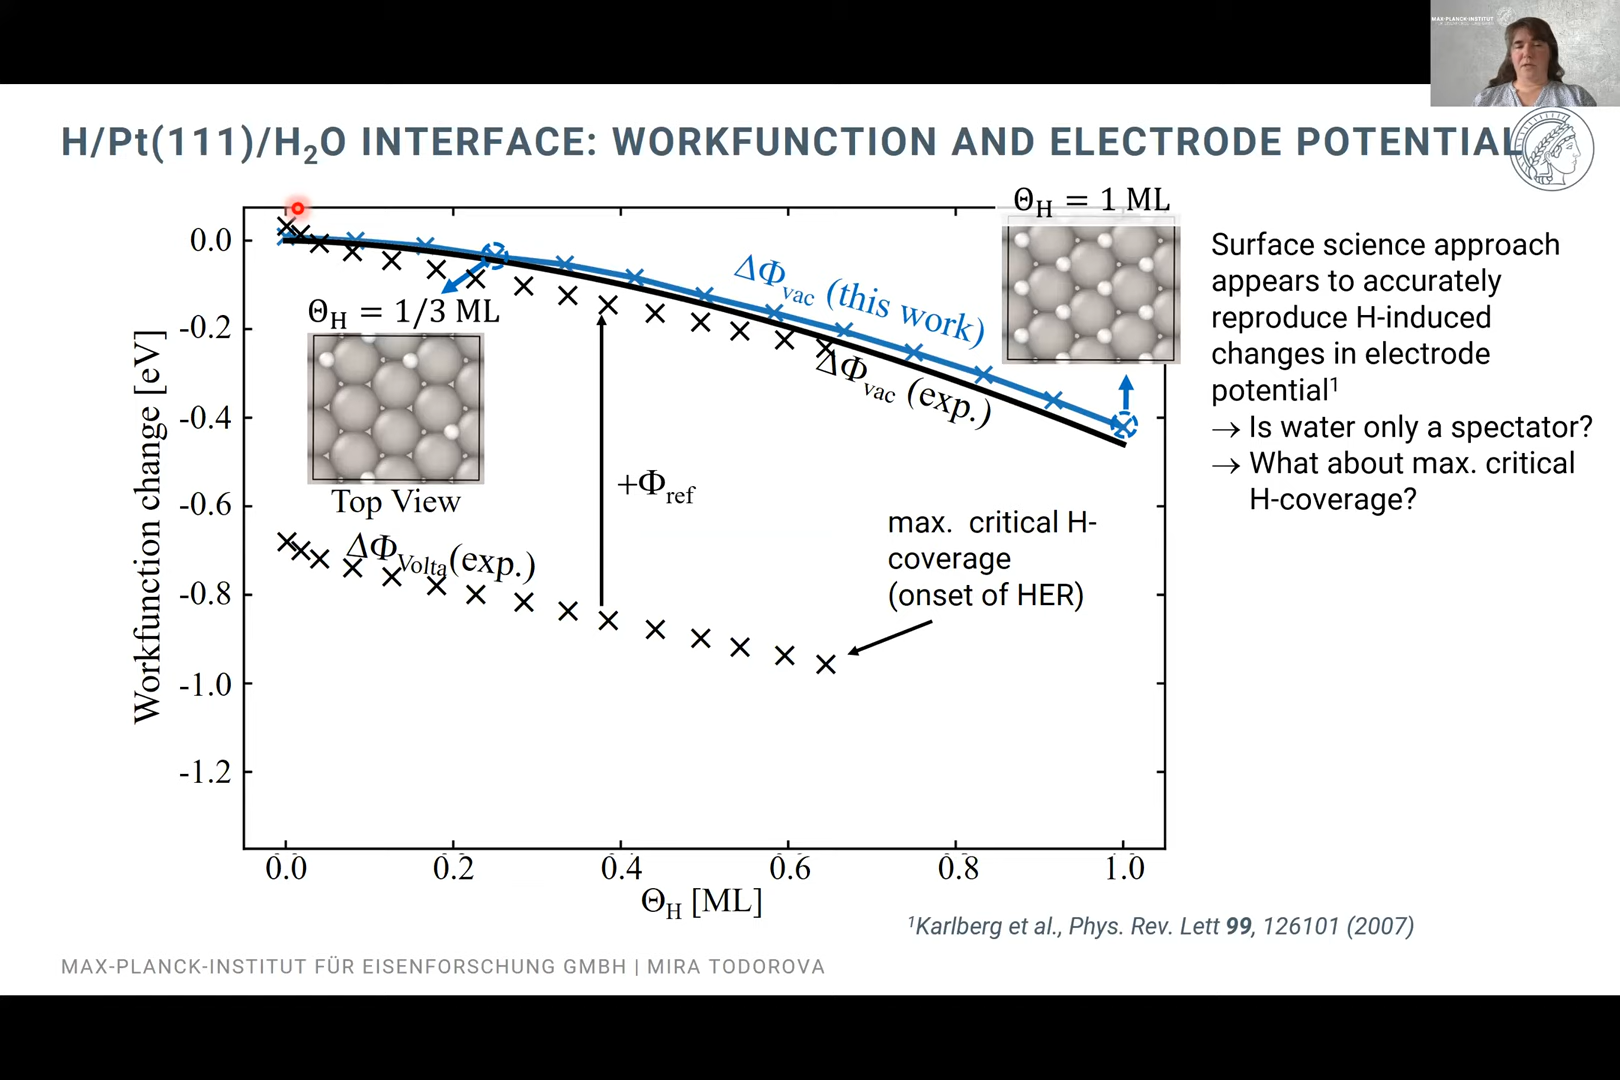 MAX-PLANCK-INSTITUT
H/Pt(111)/H₂O INTERFACE: WORKFUNCTION AND ELECTRODE POTENTIAL
Θ_H = 1 ML
0.0
-0.2
-0.4
-0.6
-0.8
-1.0
-1.2
Workfunction change [eV]
ΔΦ_vac (this work)
ΔΦ_vac (exp.)
Θ_H = 1/3 ML
Top View
+Φ_ref
ΔΦ_Volta (exp.)
max. critical H-
coverage
(onset of HER)
0.0 0.2 0.4 0.6 0.8 1.0
Θ_H [ML]
Surface science approach
appears to accurately
reproduce H-induced
changes in electrode
potential¹
→ Is water only a spectator?
→ What about max. critical
H-coverage?
¹Karlberg et al., Phys. Rev. Lett 99, 126101 (2007)
MAX-PLANCK-INSTITUT FÜR EISENFORSCHUNG GMBH | MIRA TODOROVA